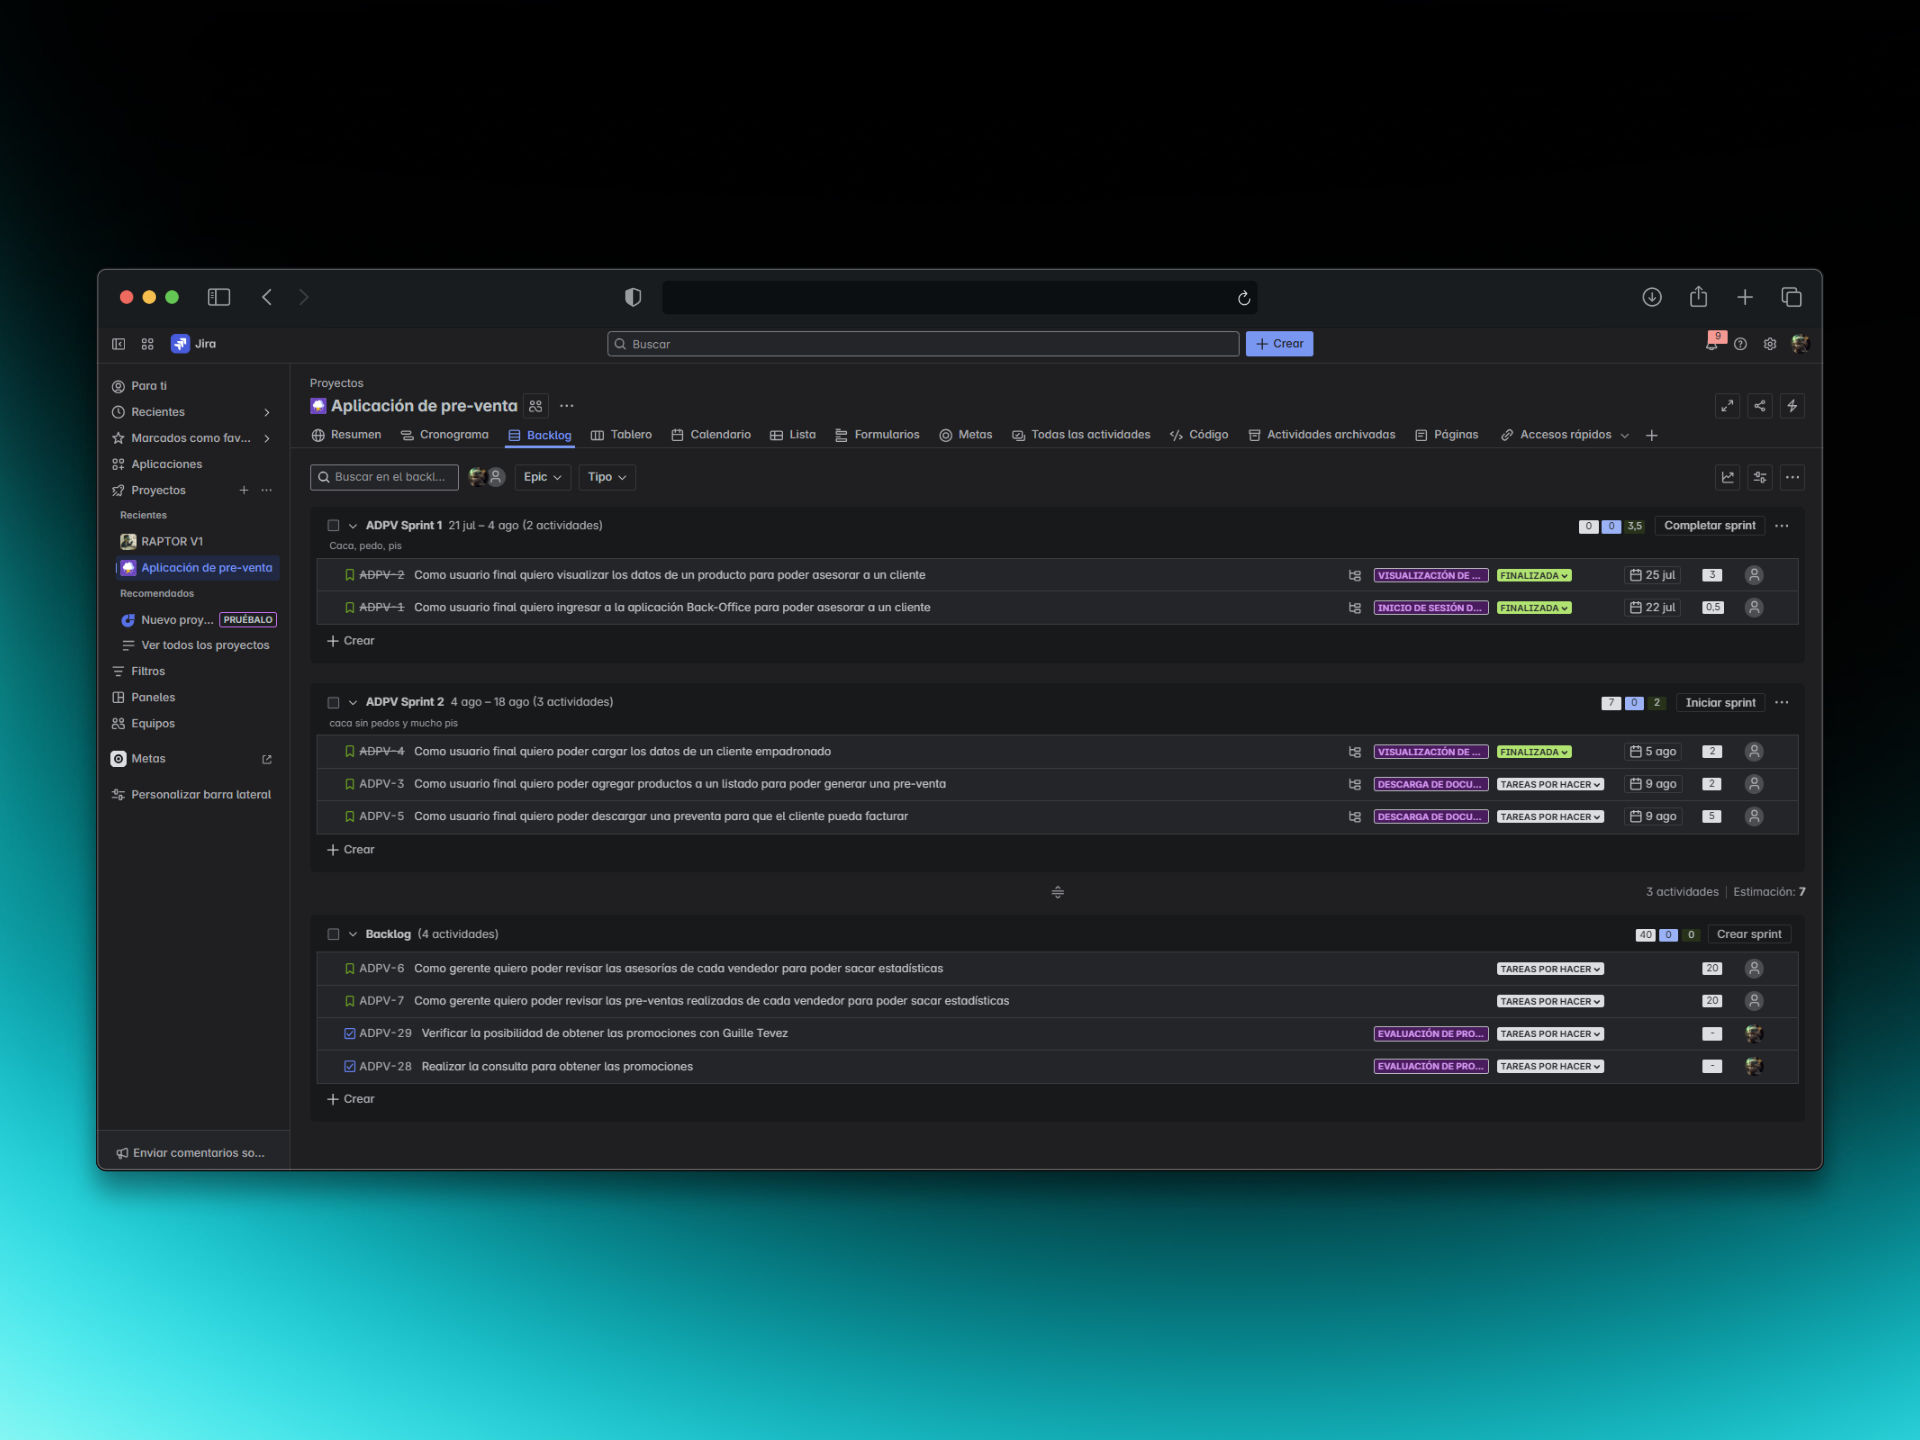 Jira
Buscar
Crear
9
Para ti
Recientes
Marcados como fav...
Aplicaciones
Proyectos
Recientes
RAPTOR V1
Aplicación de pre-venta
Recomendados
Nuevo proy... PRUÉBALO
Ver todos los proyectos
Filtros
Paneles
Equipos
Metas
Personalizar barra lateral
Enviar comentarios so...
Proyectos
Aplicación de pre-venta
Resumen Cronograma Backlog Tablero Calendario Lista Formularios Metas Todas las actividades Código Actividades archivadas Páginas Accesos rápidos
Buscar en el backl... Epic Tipo
ADPV Sprint 1 21 jul – 4 ago (2 actividades) 0 0 3,5 Completar sprint
Caca, pedo, pis
ADPV-2 Como usuario final quiero visualizar los datos de un producto para poder asesorar a un cliente VISUALIZACIÓN DE ... FINALIZADA 25 jul 3
ADPV-1 Como usuario final quiero ingresar a la aplicación Back-Office para poder asesorar a un cliente INICIO DE SESIÓN D... FINALIZADA 22 jul 0,5
Crear
ADPV Sprint 2 4 ago – 18 ago (3 actividades) 7 0 2 Iniciar sprint
caca sin pedos y mucho pis
ADPV-4 Como usuario final quiero poder cargar los datos de un cliente empadronado VISUALIZACIÓN DE ... FINALIZADA 5 ago 2
ADPV-3 Como usuario final quiero poder agregar productos a un listado para poder generar una pre-venta DESCARGA DE DOCU... TAREAS POR HACER 9 ago 2
ADPV-5 Como usuario final quiero poder descargar una preventa para que el cliente pueda facturar DESCARGA DE DOCU... TAREAS POR HACER 9 ago 5
Crear
3 actividades Estimación: 7
Backlog (4 actividades) 40 0 0 Crear sprint
ADPV-6 Como gerente quiero poder revisar las asesorías de cada vendedor para poder sacar estadísticas TAREAS POR HACER 20
ADPV-7 Como gerente quiero poder revisar las pre-ventas realizadas de cada vendedor para poder sacar estadísticas TAREAS POR HACER 20
ADPV-29 Verificar la posibilidad de obtener las promociones con Guille Tevez EVALUACIÓN DE PRO... TAREAS POR HACER -
ADPV-28 Realizar la consulta para obtener las promociones EVALUACIÓN DE PRO... TAREAS POR HACER -
Crear